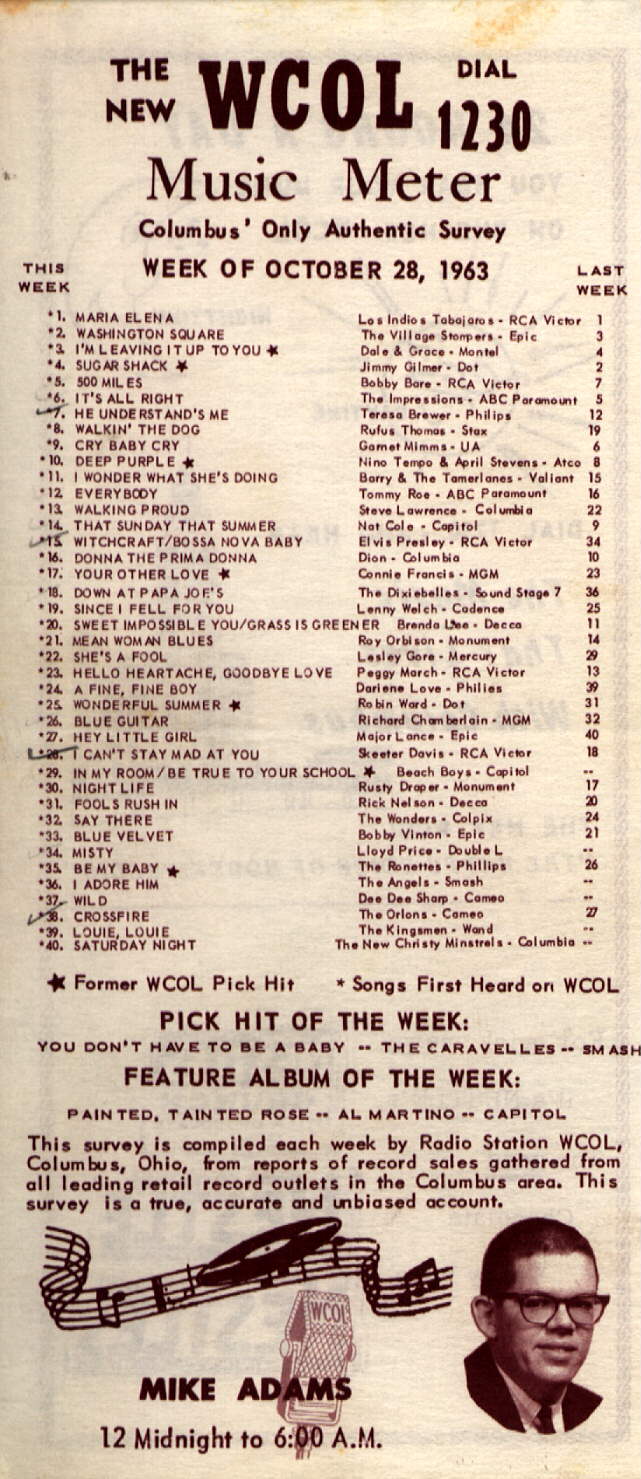 THE NEW WCOL DIAL 1230
Music Meter
Columbus' Only Authentic Survey
THIS WEEK WEEK OF OCTOBER 28, 1963 LAST WEEK
*1. MARIA ELENA Los Indios Tabajaras - RCA Victor 1
*2. WASHINGTON SQUARE The Village Stompers - Epic 3
*3. I'M LEAVING IT UP TO YOU ★ Dale & Grace - Montel 4
*4. SUGAR SHACK ★ Jimmy Gilmer - Dot 2
*5. 500 MILES Bobby Bare - RCA Victor 7
*6. IT'S ALL RIGHT The Impressions - ABC Paramount 5
*7. HE UNDERSTAND'S ME Teresa Brewer - Philips 12
*8. WALKIN' THE DOG Rufus Thomas - Stax 19
*9. CRY BABY CRY Garnet Mimms - UA 6
*10. DEEP PURPLE ★ Nino Tempo & April Stevens - Atco 8
*11. I WONDER WHAT SHE'S DOING Barry & The Tamerlanes - Valiant 15
*12. EVERYBODY Tommy Roe - ABC Paramount 16
*13. WALKING PROUD Steve Lawrence - Columbia 22
*14. THAT SUNDAY THAT SUMMER Nat Cole - Capitol 9
*15. WITCHCRAFT/BOSSA NOVA BABY Elvis Presley - RCA Victor 34
*16. DONNA THE PRIMA DONNA Dion - Columbia 10
*17. YOUR OTHER LOVE ★ Connie Francis - MGM 23
*18. DOWN AT PAPA JOE'S The Dixiebelles - Sound Stage 7 36
*19. SINCE I FELL FOR YOU Lenny Welch - Cadence 25
*20. SWEET IMPOSSIBLE YOU/GRASS IS GREENER Brenda Lee - Decca 11
*21. MEAN WOMAN BLUES Roy Orbison - Monument 14
*22. SHE'S A FOOL Lesley Gore - Mercury 29
*23. HELLO HEARTACHE, GOODBYE LOVE Peggy March - RCA Victor 13
*24. A FINE, FINE BOY Darlene Love - Philies 39
*25. WONDERFUL SUMMER ★ Robin Ward - Dot 31
*26. BLUE GUITAR Richard Chamberlain - MGM 32
*27. HEY LITTLE GIRL Major Lance - Epic 40
*28. I CAN'T STAY MAD AT YOU Skeeter Davis - RCA Victor 18
*29. IN MY ROOM/BE TRUE TO YOUR SCHOOL ★ Beach Boys - Capitol --
*30. NIGHT LIFE Rusty Draper - Monument 17
*31. FOOLS RUSH IN Rick Nelson - Decca 20
*32. SAY THERE The Wonders - Colpix 24
*33. BLUE VELVET Bobby Vinton - Epic 21
*34. MISTY Lloyd Price - Double L --
*35. BE MY BABY ★ The Ronettes - Phillips 26
*36. I ADORE HIM The Angels - Smash --
*37. WILD Dee Dee Sharp - Cameo --
*38. CROSSFIRE The Orlons - Cameo 27
*39. LOUIE, LOUIE The Kingsmen - Wand --
*40. SATURDAY NIGHT The New Christy Minstrels - Columbia --
★ Former WCOL Pick Hit * Songs First Heard on WCOL
PICK HIT OF THE WEEK:
YOU DON'T HAVE TO BE A BABY -- THE CARAVELLES -- SMASH
FEATURE ALBUM OF THE WEEK:
PAINTED, TAINTED ROSE -- AL MARTINO -- CAPITOL
This survey is compiled each week by Radio Station WCOL,
Columbus, Ohio, from reports of record sales gathered from
all leading retail record outlets in the Columbus area. This
survey is a true, accurate and unbiased account.
WCOL
MIKE ADAMS
12 Midnight to 6:00 A.M.